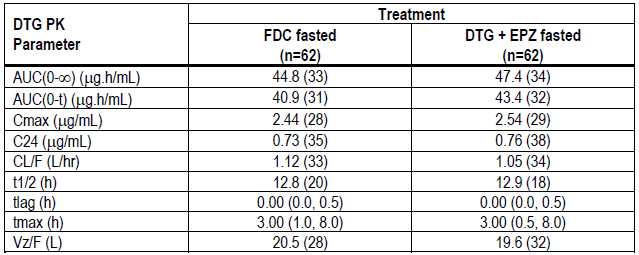 DTG PK Parameter Treatment
FDC fasted (n=62) DTG + EPZ fasted (n=62)
AUC(0-∞) (μg.h/mL) 44.8 (33) 47.4 (34)
AUC(0-t) (μg.h/mL) 40.9 (31) 43.4 (32)
Cmax (μg/mL) 2.44 (28) 2.54 (29)
C24 (μg/mL) 0.73 (35) 0.76 (38)
CL/F (L/hr) 1.12 (33) 1.05 (34)
t1/2 (h) 12.8 (20) 12.9 (18)
tlag (h) 0.00 (0.0, 0.5) 0.00 (0.0, 0.5)
tmax (h) 3.00 (1.0, 8.0) 3.00 (0.5, 8.0)
Vz/F (L) 20.5 (28) 19.6 (32)